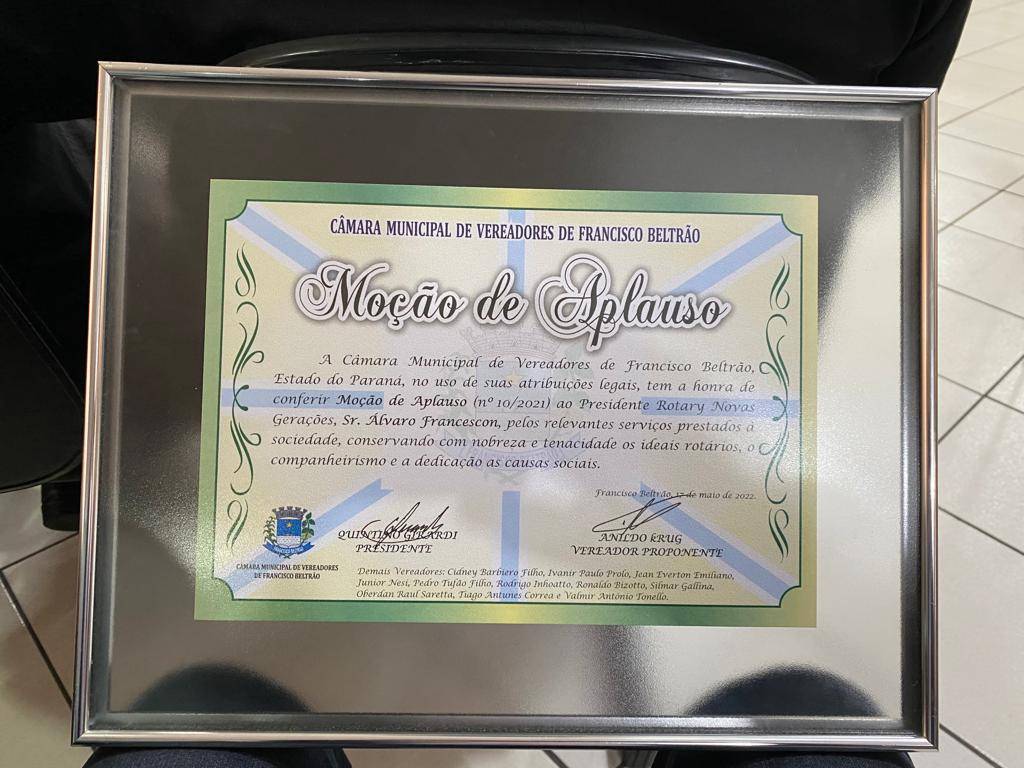 CÂMARA MUNICIPAL DE VEREADORES DE FRANCISCO BELTRÃO
Moção de Aplauso
A Câmara Municipal de Vereadores de Francisco Beltrão,
Estado do Paraná, no uso de suas atribuições legais, tem a honra de
conferir Moção de Aplauso (nº 10/2021) ao Presidente Rotary Novas
Gerações, Sr. Álvaro Francescon, pelos relevantes serviços prestados à
sociedade, conservando com nobreza e tenacidade os ideais rotários, o
companheirismo e a dedicação as causas sociais.
Francisco Beltrão, 17 de maio de 2022.
QUINTINO GIRARDI
PRESIDENTE
ANILDO KRUG
VEREADOR PROPONENTE
FRANCISCO BELTRÃO
CÂMARA MUNICIPAL DE VEREADORES
DE FRANCISCO BELTRÃO
Demais Vereadores: Cidney Barbiero Filho, Ivanir Paulo Prolo, Jean Everton Emiliano,
Junior Nesi, Pedro Tufão Filho, Rodrigo Inhoatto, Ronaldo Bizotto, Silmar Gallina,
Oberdan Raul Saretta, Tiago Antunes Correa e Valmir Antônio Tonello.